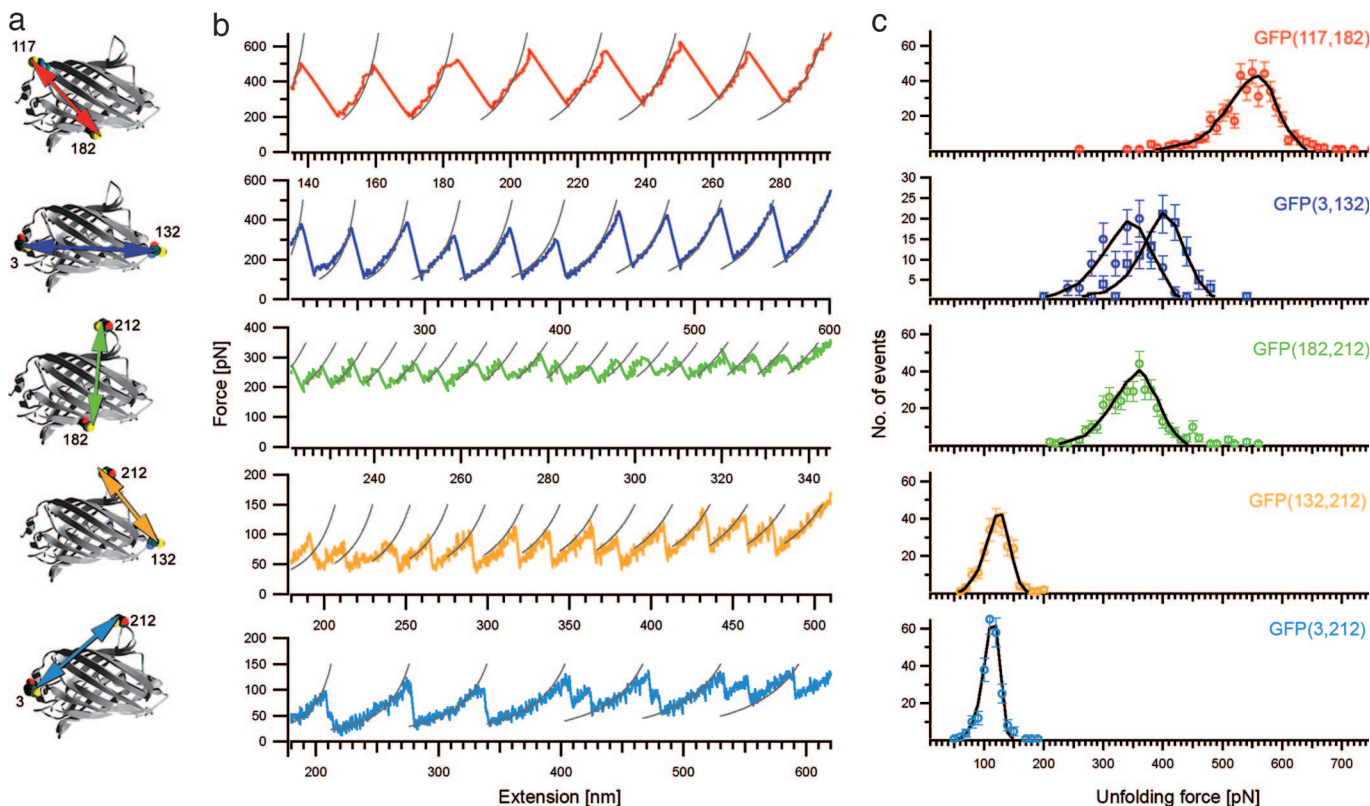 a
b
c
117
182
600
400
200
0
140 160 180 200 220 240 260 280
60
40
20
GFP(117,182)
3
132
600
400
200
0
300 400 500 600
30
25
20
15
10
5
GFP(3,132)
212
182
Force [pN]
400
300
200
100
0
240 260 280 300 320 340
No. of events
60
40
20
GFP(182,212)
212
132
200
150
100
50
0
200 250 300 350 400 450 500
60
40
20
GFP(132,212)
212
3
200
150
100
50
0
200 300 400 500 600
Extension [nm]
60
40
20
GFP(3,212)
100 200 300 400 500 600 700
Unfolding force [pN]